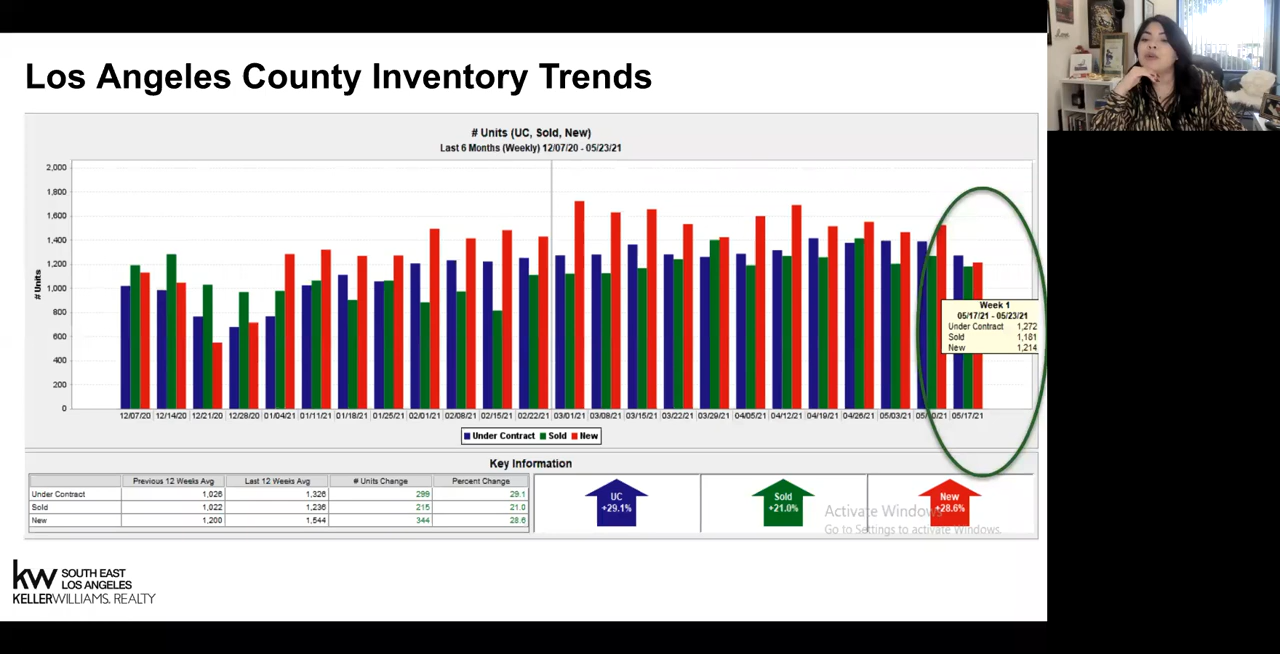 Los Angeles County Inventory Trends
# Units (UC, Sold, New)
Last 6 Months (Weekly) 12/07/20 - 05/23/21
# Units
2,000
1,800
1,600
1,400
1,200
1,000
800
600
400
200
0
12/07/20 12/14/20 12/21/20 12/28/20 01/04/21 01/11/21 01/18/21 01/25/21 02/01/21 02/08/21 02/15/21 02/22/21 03/01/21 03/08/21 03/15/21 03/22/21 03/29/21 04/05/21 04/12/21 04/19/21 04/26/21 05/03/21 05/10/21 05/17/21
Week 1
05/17/21 - 05/23/21
Under Contract 1,272
Sold 1,181
New 1,214
Under Contract Sold New
Key Information
Previous 12 Weeks Avg Last 12 Weeks Avg # Units Change Percent Change
Under Contract 1,026 1,326 299 29.1
Sold 1,022 1,236 215 21.0
New 1,200 1,544 344 28.6
UC
+29.1%
Sold
+21.0%
New
+28.6%
Activate Windows
Go to Settings to activate Windows.
kw SOUTH EAST
LOS ANGELES
KELLERWILLIAMS. REALTY